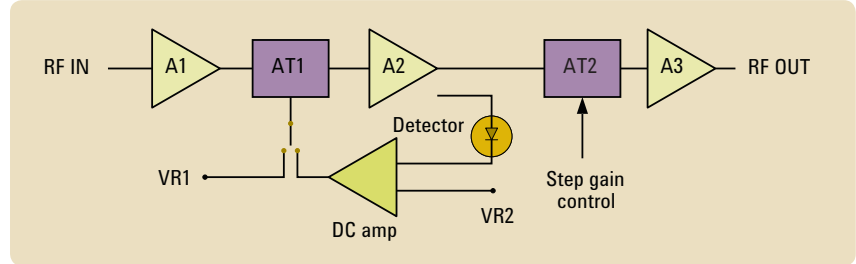 RF IN
A1
AT1
A2
AT2
A3
RF OUT
Detector
VR1
VR2
DC amp
Step gain
control